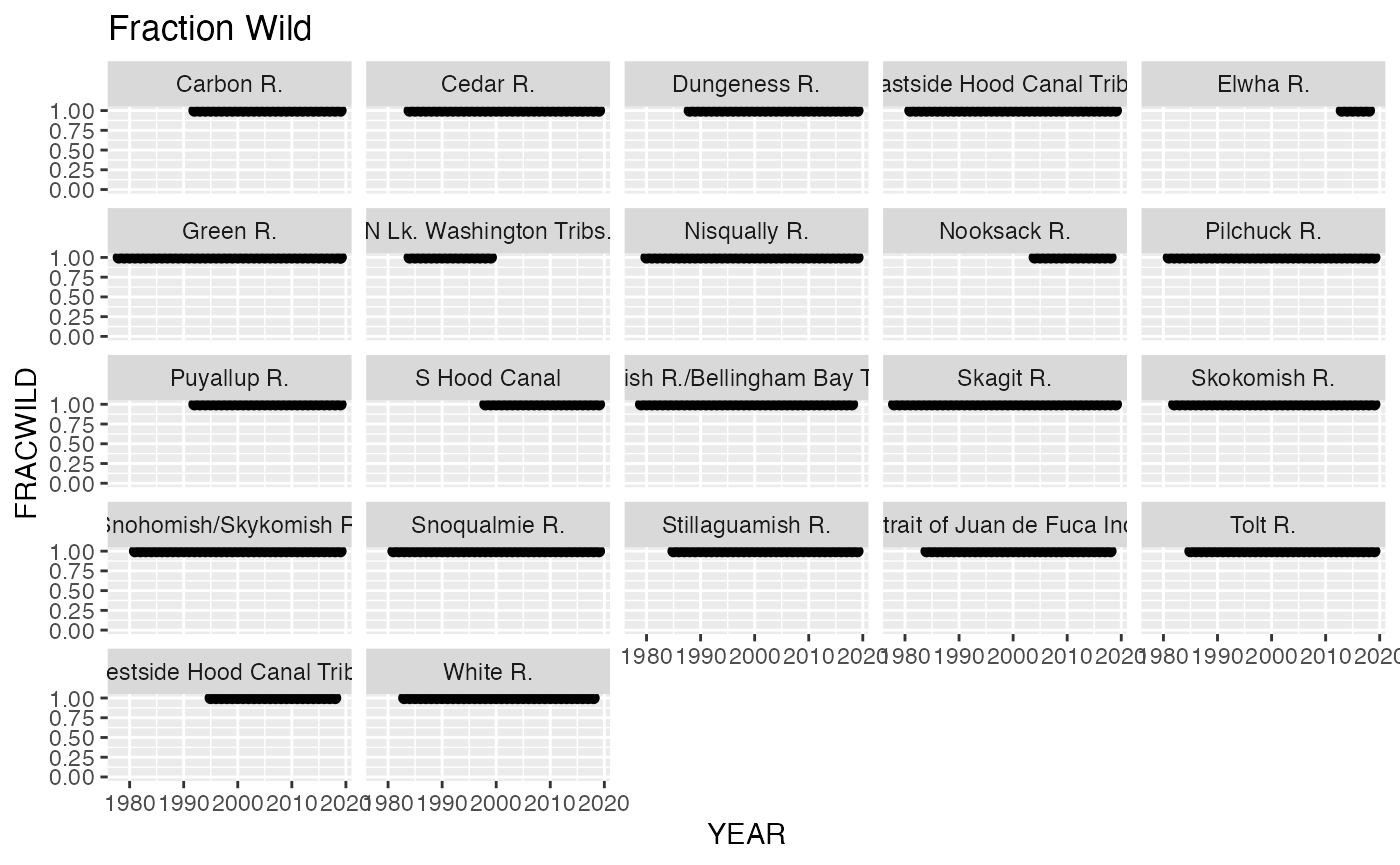 Fraction Wild
Carbon R. Cedar R. Dungeness R. astside Hood Canal Trib Elwha R.
1.00
0.75
0.50
0.25
0.00
Green R. N Lk. Washington Tribs. Nisqually R. Nooksack R. Pilchuck R.
1.00
0.75
0.50
0.25
0.00
FRACWILD
Puyallup R. S Hood Canal ish R./Bellingham Bay T Skagit R. Skokomish R.
1.00
0.75
0.50
0.25
0.00
Snohomish/Skykomish R Snoqualmie R. Stillaguamish R. trait of Juan de Fuca Ind Tolt R.
1.00
0.75
0.50
0.25
0.00
1980 1990 2000 2010 2020 1980 1990 2000 2010 2020 1980 1990 2000 2010 2020
estside Hood Canal Trib White R.
1.00
0.75
0.50
0.25
0.00
1980 1990 2000 2010 2020 1980 1990 2000 2010 2020
YEAR